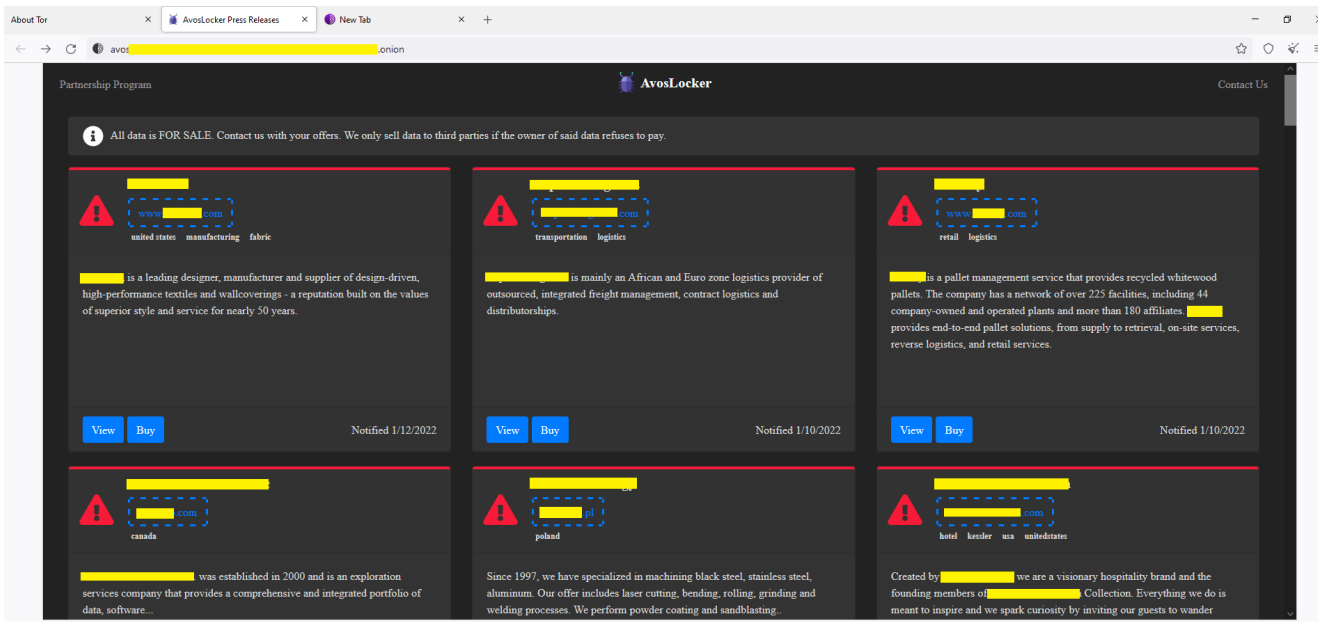 About Tor
AvosLocker Press Releases
New Tab
avos
.onion
Partnership Program
AvosLocker
Contact Us
All data is FOR SALE. Contact us with your offers. We only sell data to third parties if the owner of said data refuses to pay.
www.
.com
united states manufacturing fabric
is a leading designer, manufacturer and supplier of design-driven,
high-performance textiles and wallcoverings - a reputation built on the values
of superior style and service for nearly 50 years.
View Buy Notified 1/12/2022
.com
transportation logistics
is mainly an African and Euro zone logistics provider of
outsourced, integrated freight management, contract logistics and
distributorships.
View Buy Notified 1/10/2022
www.
.com
retail logistics
is a pallet management service that provides recycled whitewood
pallets. The company has a network of over 225 facilities, including 44
company-owned and operated plants and more than 180 affiliates.
provides end-to-end pallet solutions, from supply to retrieval, on-site services,
reverse logistics, and retail services.
View Buy Notified 1/10/2022
.com
canada
was established in 2000 and is an exploration
services company that provides a comprehensive and integrated portfolio of
data, software...
.pl
poland
Since 1997, we have specialized in machining black steel, stainless steel,
aluminum. Our offer includes laser cutting, bending, rolling, grinding and
welding processes. We perform powder coating and sandblasting..
.com
hotel kessler usa unitedstates
Created by we are a visionary hospitality brand and the
founding members of Collection. Everything we do is
meant to inspire and we spark curiosity by inviting our guests to wander